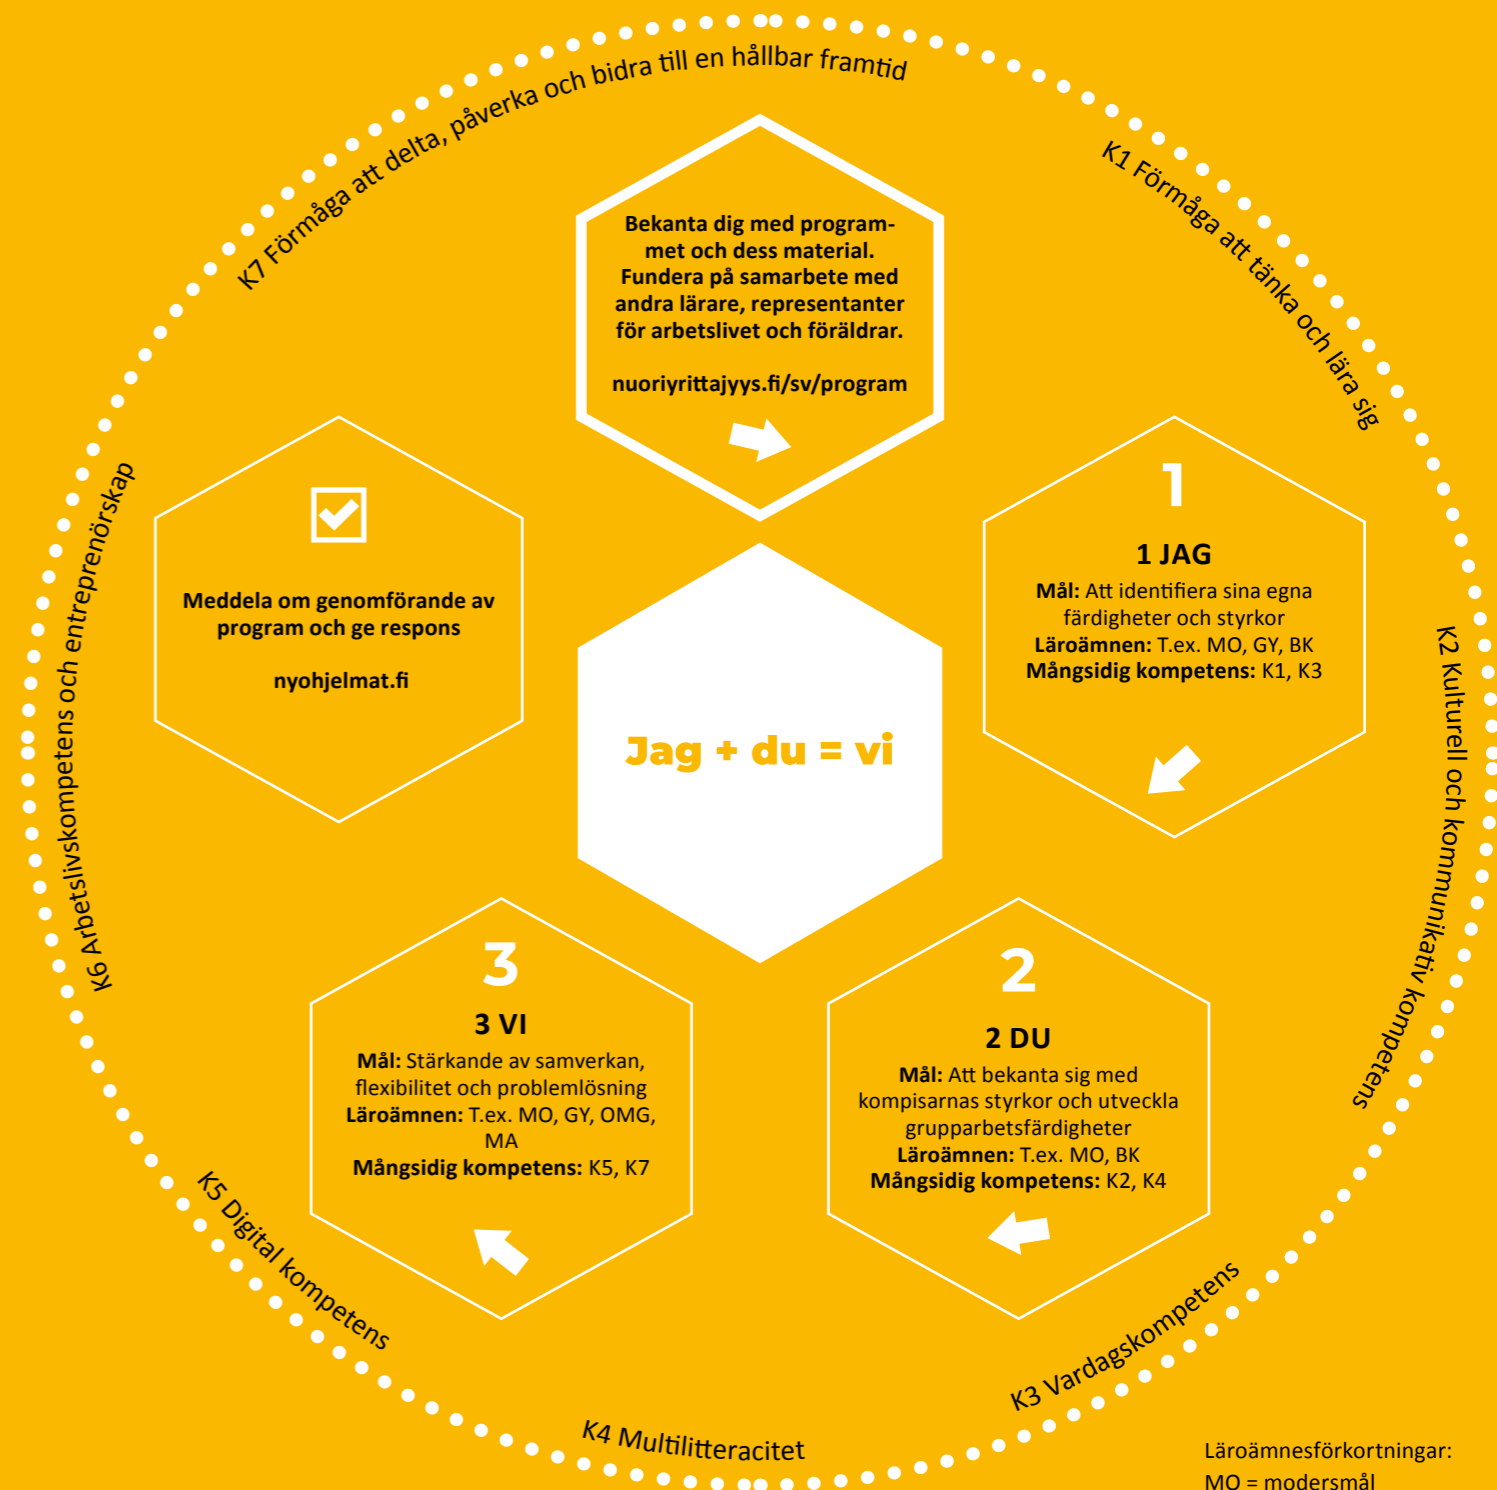 K7 Förmåga att delta, påverka och bidra till en hållbar framtid
K1 Förmåga att tänka och lära sig
K2 Kulturell och kommunikativ kompetens
K3 Vardagskompetens
K4 Multilitteracitet
K5 Digital kompetens
K6 Arbetslivskompetens och entreprenörskap
Bekanta dig med program-
met och dess material.
Fundera på samarbete med
andra lärare, representanter
för arbetslivet och föräldrar.
nuoriyrittajyys.fi/sv/program
1
1 JAG
Mål: Att identifiera sina egna
färdigheter och styrkor
Läroämnen: T.ex. MO, GY, BK
Mångsidig kompetens: K1, K3
2
2 DU
Mål: Att bekanta sig med
kompisarnas styrkor och utveckla
grupparbetsfärdigheter
Läroämnen: T.ex. MO, BK
Mångsidig kompetens: K2, K4
3
3 VI
Mål: Stärkande av samverkan,
flexibilitet och problemlösning
Läroämnen: T.ex. MO, GY, OMG,
MA
Mångsidig kompetens: K5, K7
Meddela om genomförande av
program och ge respons
nyohjelmat.fi
Jag + du = vi
Läroämnesförkortningar:
MO = modersmål